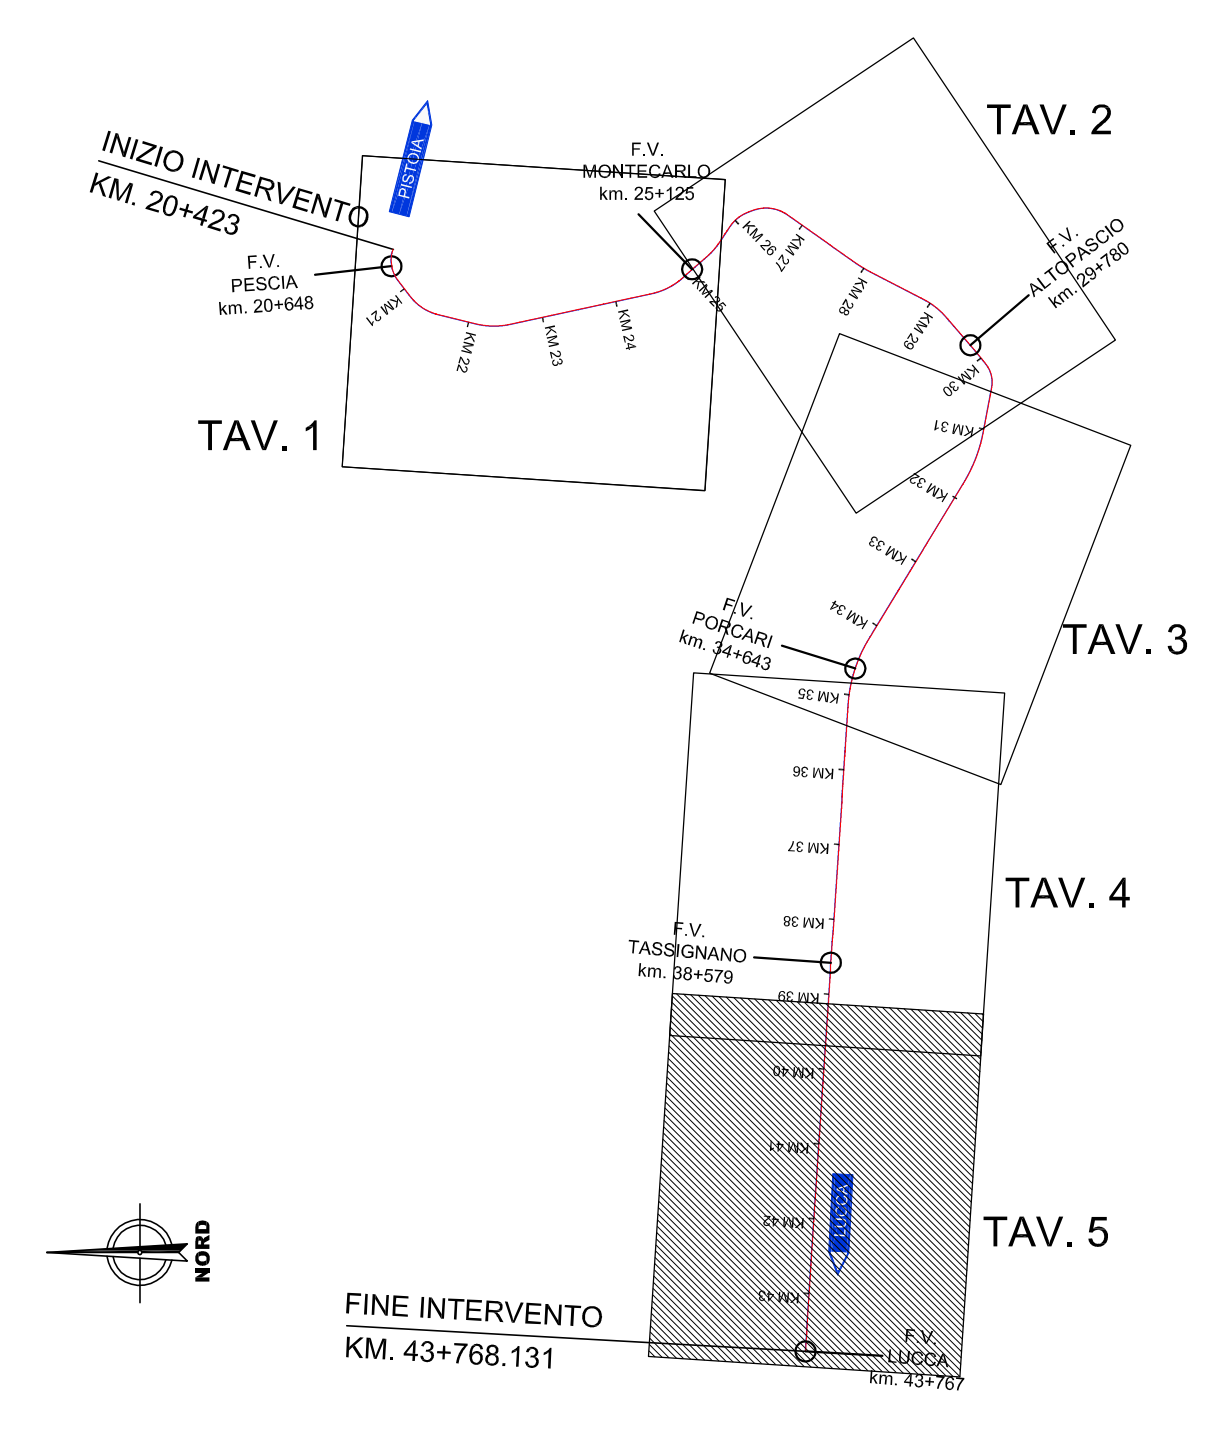 TAV. 2
PISTOIA
INIZIO INTERVENTO
KM. 20+423
F.V.
MONTECARLO
km. 25+125
F.V.
PESCIA
km. 20+648
F.V.
ALTOPASCIO
km. 29+780
KM 21
KM 22
KM 23
KM 24
KM 25
KM 26
KM 27
KM 28
KM 29
KM 30
TAV. 1
KM 31
KM 32
KM 33
KM 34
F.V.
PORCARI
km. 34+643
TAV. 3
KM 35
KM 36
KM 37
TAV. 4
KM 38
F.V.
TASSIGNANO
km. 38+579
KM 39
KM 40
KM 41
KM 42
LUCCA
TAV. 5
NORD
KM 43
FINE INTERVENTO
KM. 43+768.131
F.V.
LUCCA
km. 43+767